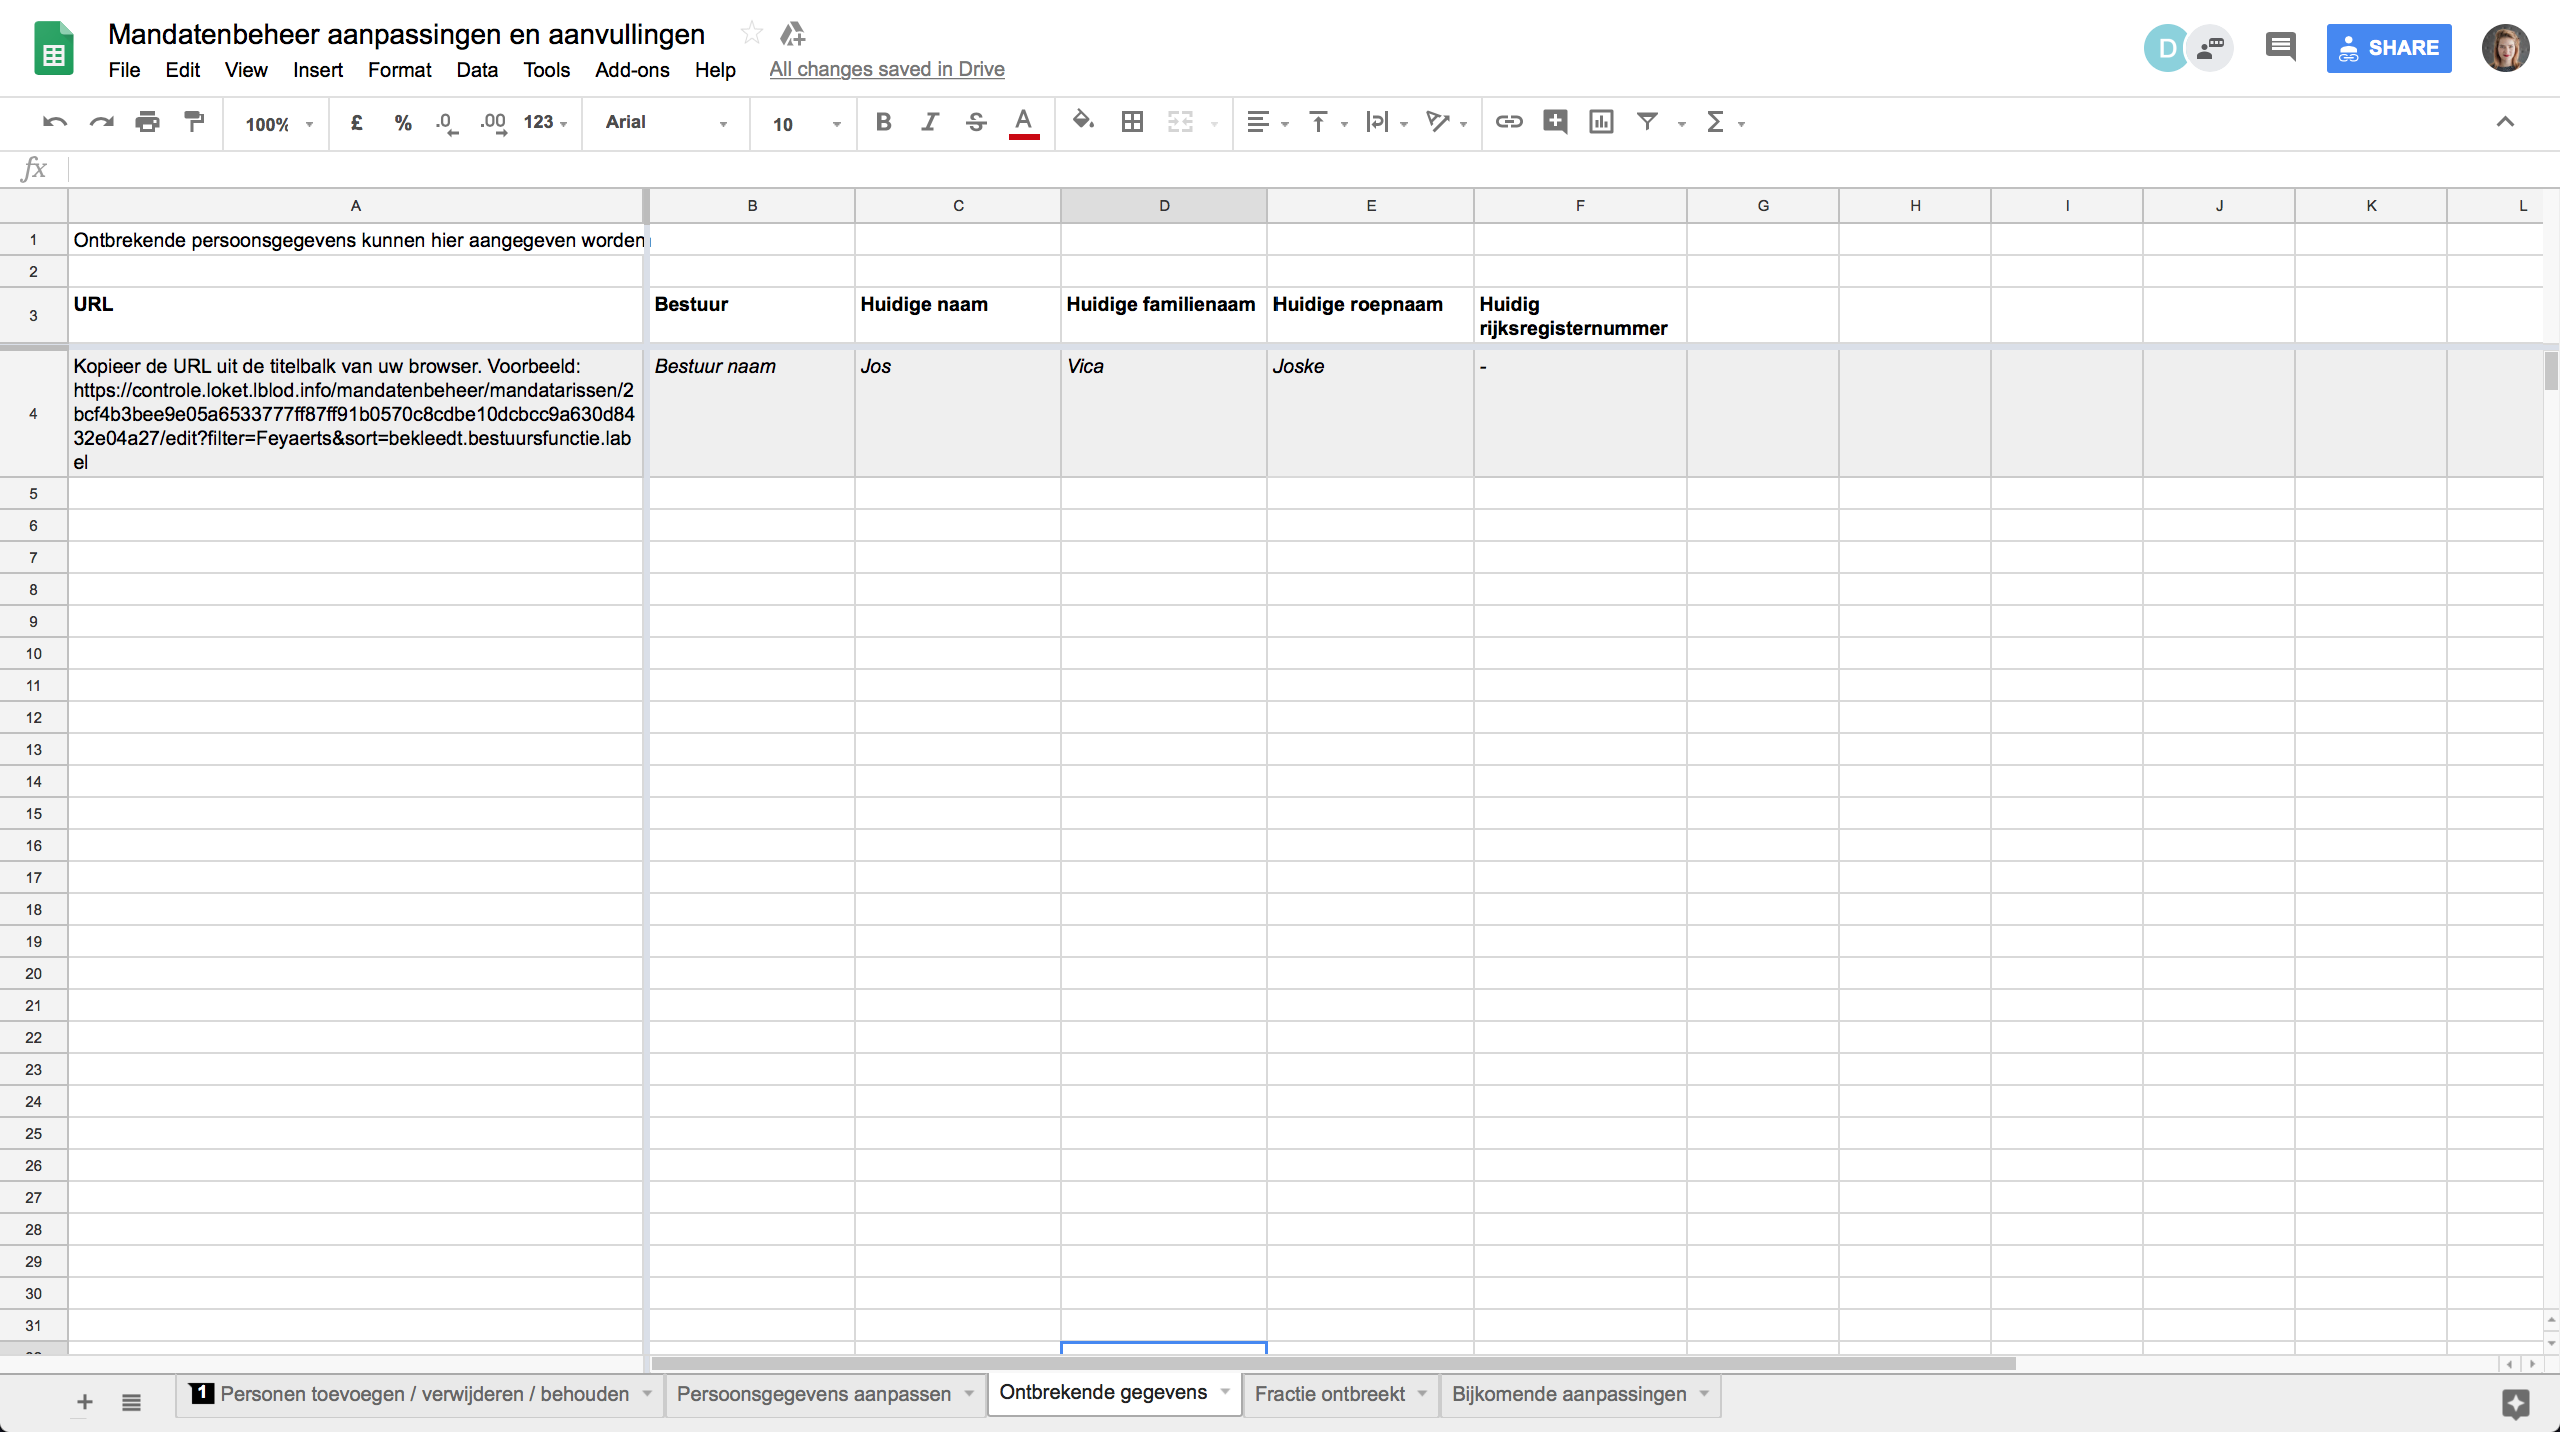 Mandatenbeheer aanpassingen en aanvullingen
File Edit View Insert Format Data Tools Add-ons Help All changes saved in Drive
D
SHARE
100% £ % .0 .00 123 Arial 10 B I S A Σ
fx
A B C D E F G H I J K L
1 Ontbrekende persoonsgegevens kunnen hier aangegeven worden
2
3 URL Bestuur Huidige naam Huidige familienaam Huidige roepnaam Huidig
rijksregisternummer
4 Kopieer de URL uit de titelbalk van uw browser. Voorbeeld: Bestuur naam Jos Vica Joske -
https://controle.loket.lblod.info/mandatenbeheer/mandatarissen/2
bcf4b3bee9e05a6533777ff87ff91b0570c8cdbe10dcbcc9a630d84
32e04a27/edit?filter=Feyaerts&sort=bekleedt.bestuursfunctie.lab
el
5
6
7
8
9
10
11
12
13
14
15
16
17
18
19
20
21
22
23
24
25
26
27
28
29
30
31
1 Personen toevoegen / verwijderen / behouden Persoonsgegevens aanpassen Ontbrekende gegevens Fractie ontbreekt Bijkomende aanpassingen